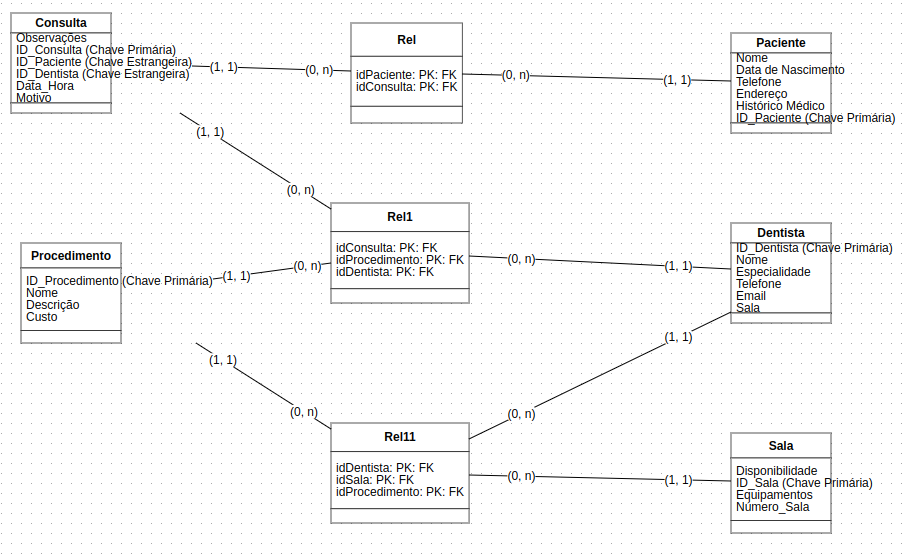 Consulta
Observações
ID_Consulta (Chave Primária)
ID_Paciente (Chave Estrangeira)
ID_Dentista (Chave Estrangeira)
Data_Hora
Motivo
(1, 1)
(0, n)
Rel
idPaciente: PK: FK
idConsulta: PK: FK
(0, n)
(1, 1)
Paciente
Nome
Data de Nascimento
Telefone
Endereço
Histórico Médico
ID_Paciente (Chave Primária)
(1, 1)
(0, n)
Rel1
idConsulta: PK: FK
idProcedimento: PK: FK
idDentista: PK: FK
(0, n)
(1, 1)
Dentista
ID_Dentista (Chave Primária)
Nome
Especialidade
Telefone
Email
Sala
Procedimento
ID_Procedimento (Chave Primária)
Nome
Descrição
Custo
(1, 1)
(0, n)
(1, 1)
(0, n)
(1, 1)
(0, n)
Rel11
idDentista: PK: FK
idSala: PK: FK
idProcedimento: PK: FK
(0, n)
(1, 1)
Sala
Disponibilidade
ID_Sala (Chave Primária)
Equipamentos
Número_Sala